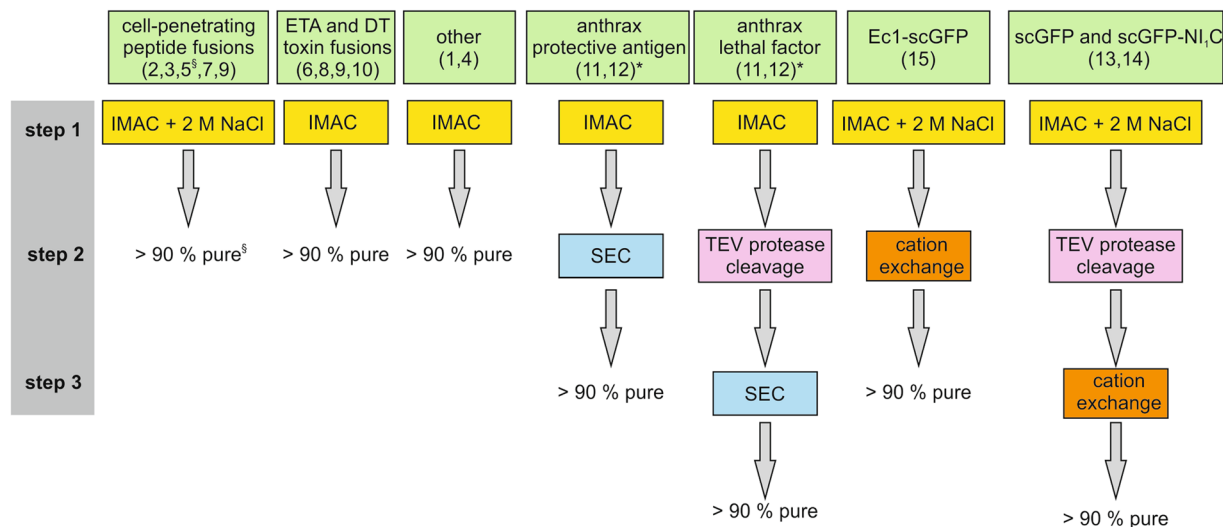 cell-penetrating
peptide fusions
(2,3,5§,7,9)
ETA and DT
toxin fusions
(6,8,9,10)
other
(1,4)
anthrax
protective antigen
(11,12)*
anthrax
lethal factor
(11,12)*
Ec1-scGFP
(15)
scGFP and scGFP-NI₁C
(13,14)
step 1
IMAC + 2 M NaCl
IMAC
IMAC
IMAC
IMAC
IMAC + 2 M NaCl
IMAC + 2 M NaCl
step 2
> 90 % pure§
> 90 % pure
> 90 % pure
SEC
TEV protease
cleavage
cation
exchange
TEV protease
cleavage
step 3
> 90 % pure
SEC
> 90 % pure
cation
exchange
> 90 % pure
> 90 % pure